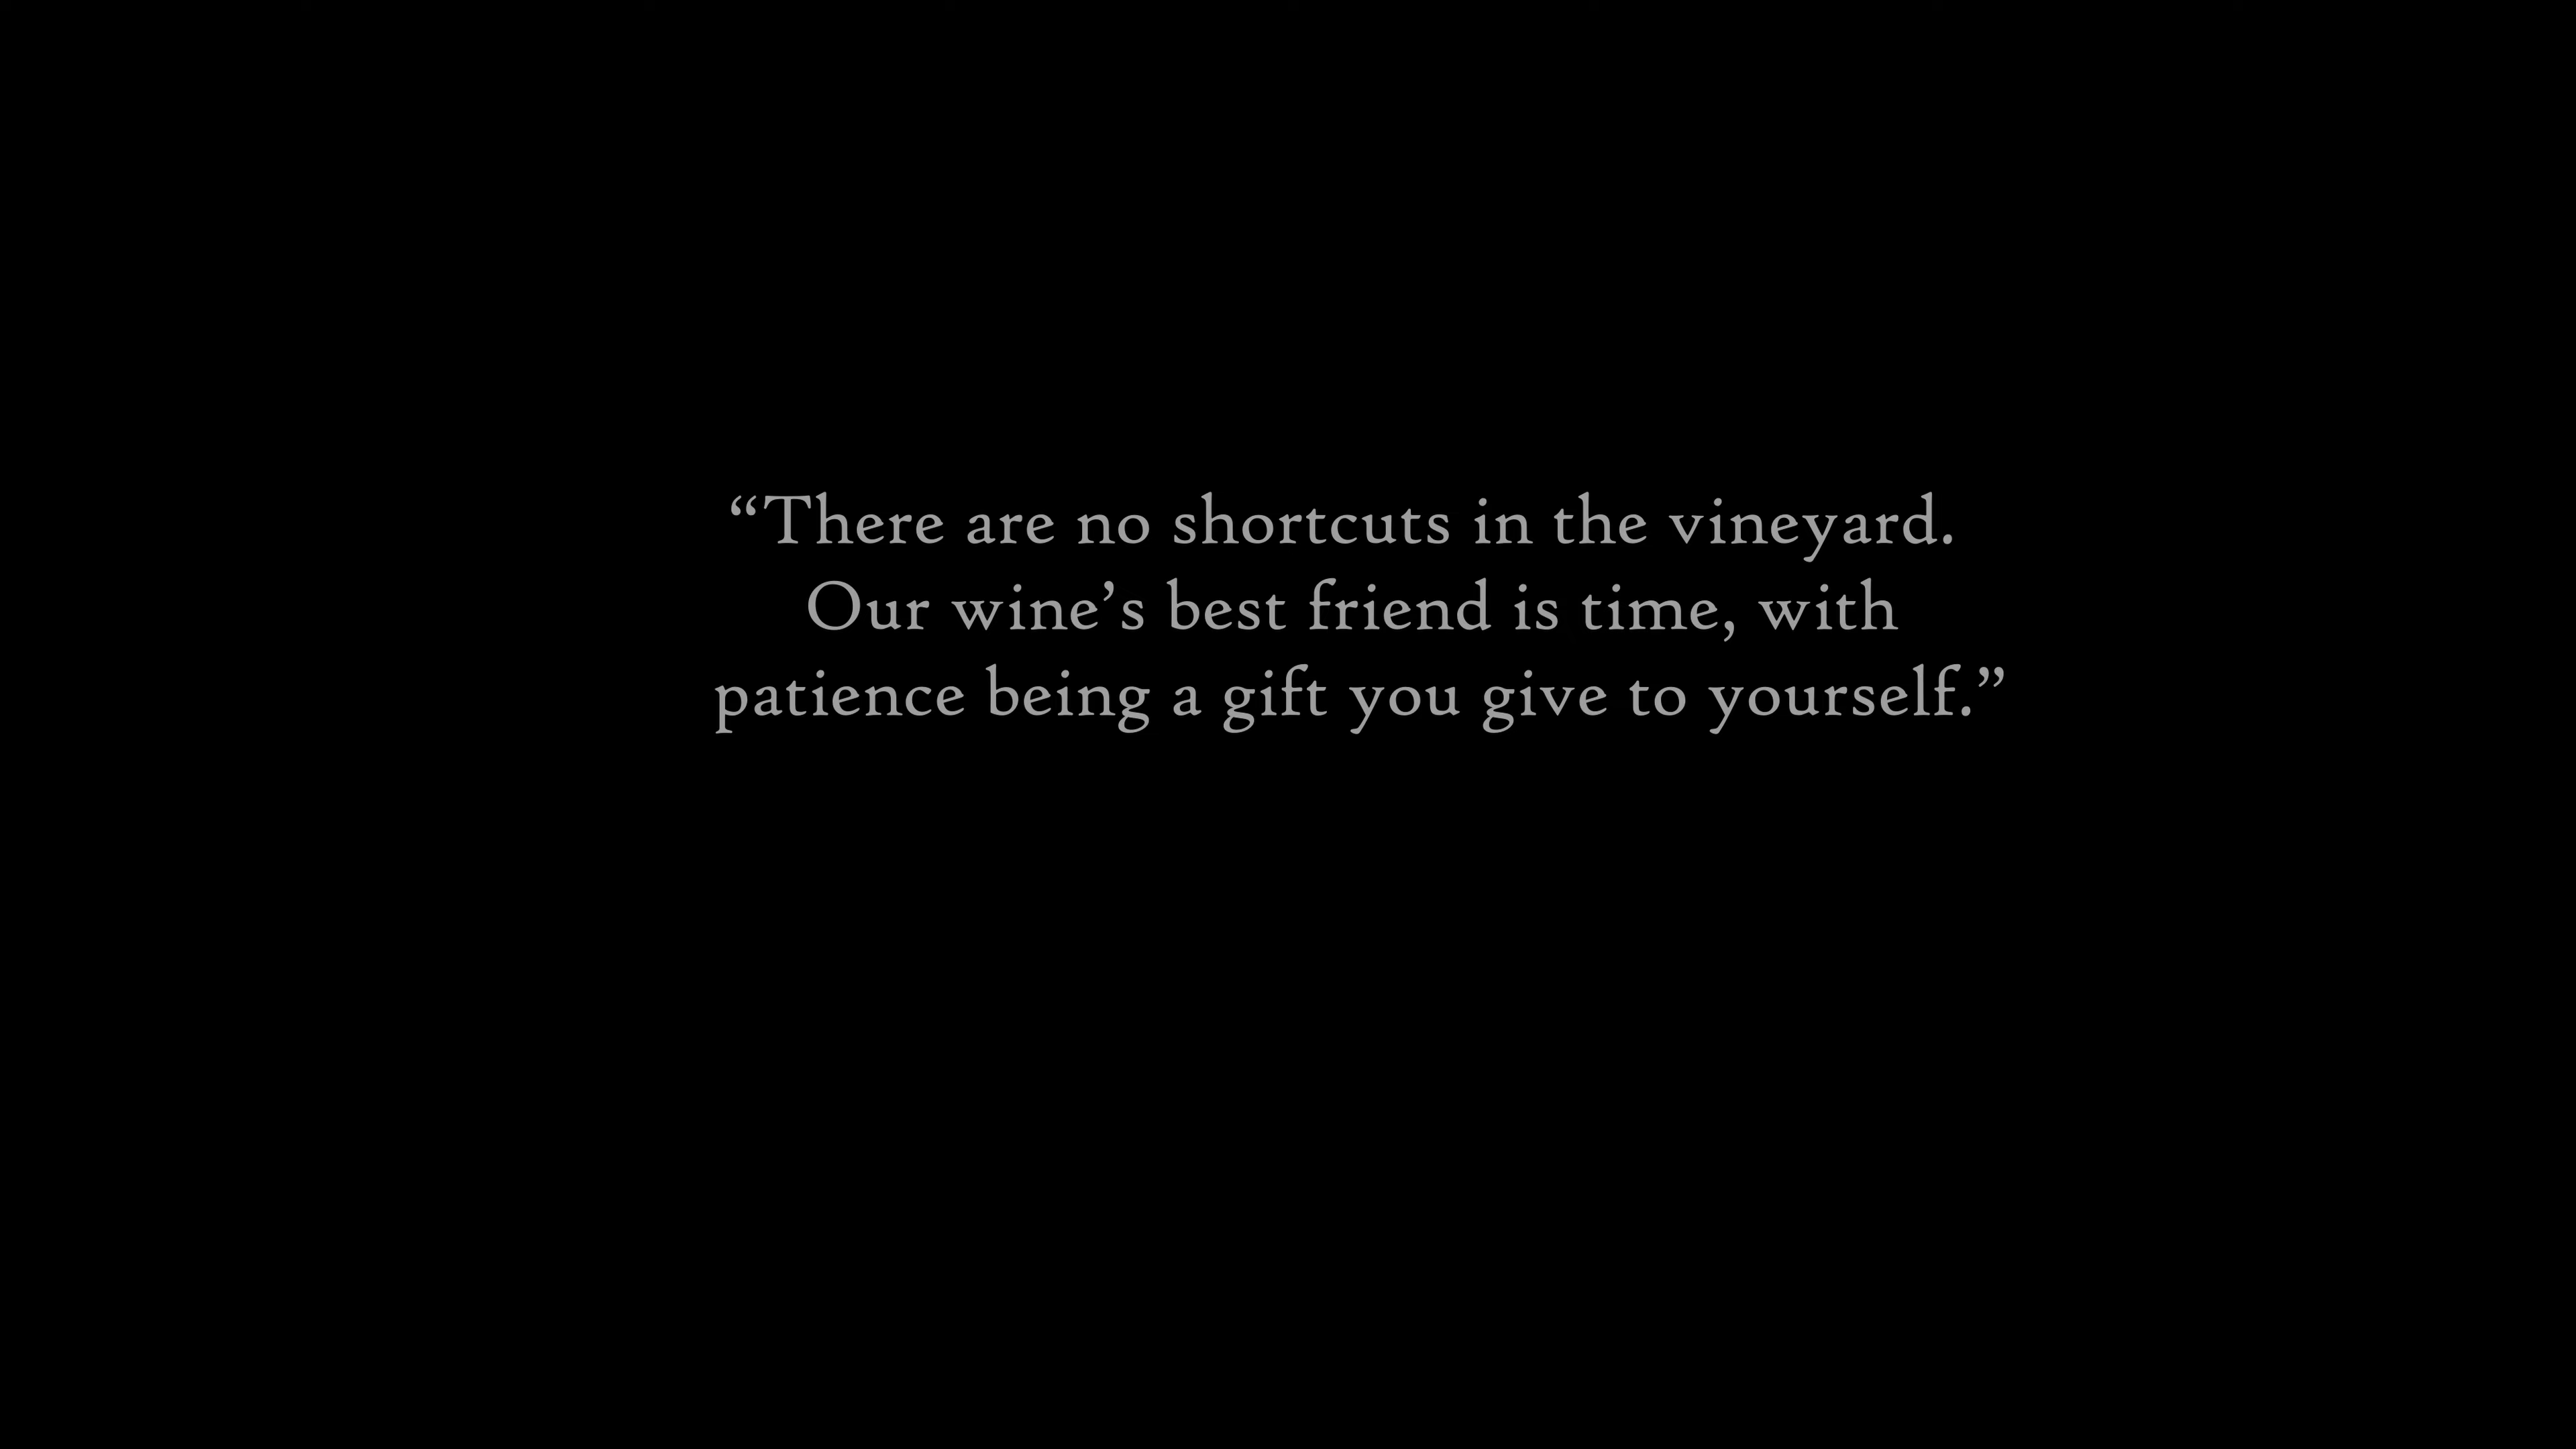 “There are no shortcuts in the vineyard.
Our wine’s best friend is time, with
patience being a gift you give to yourself.”